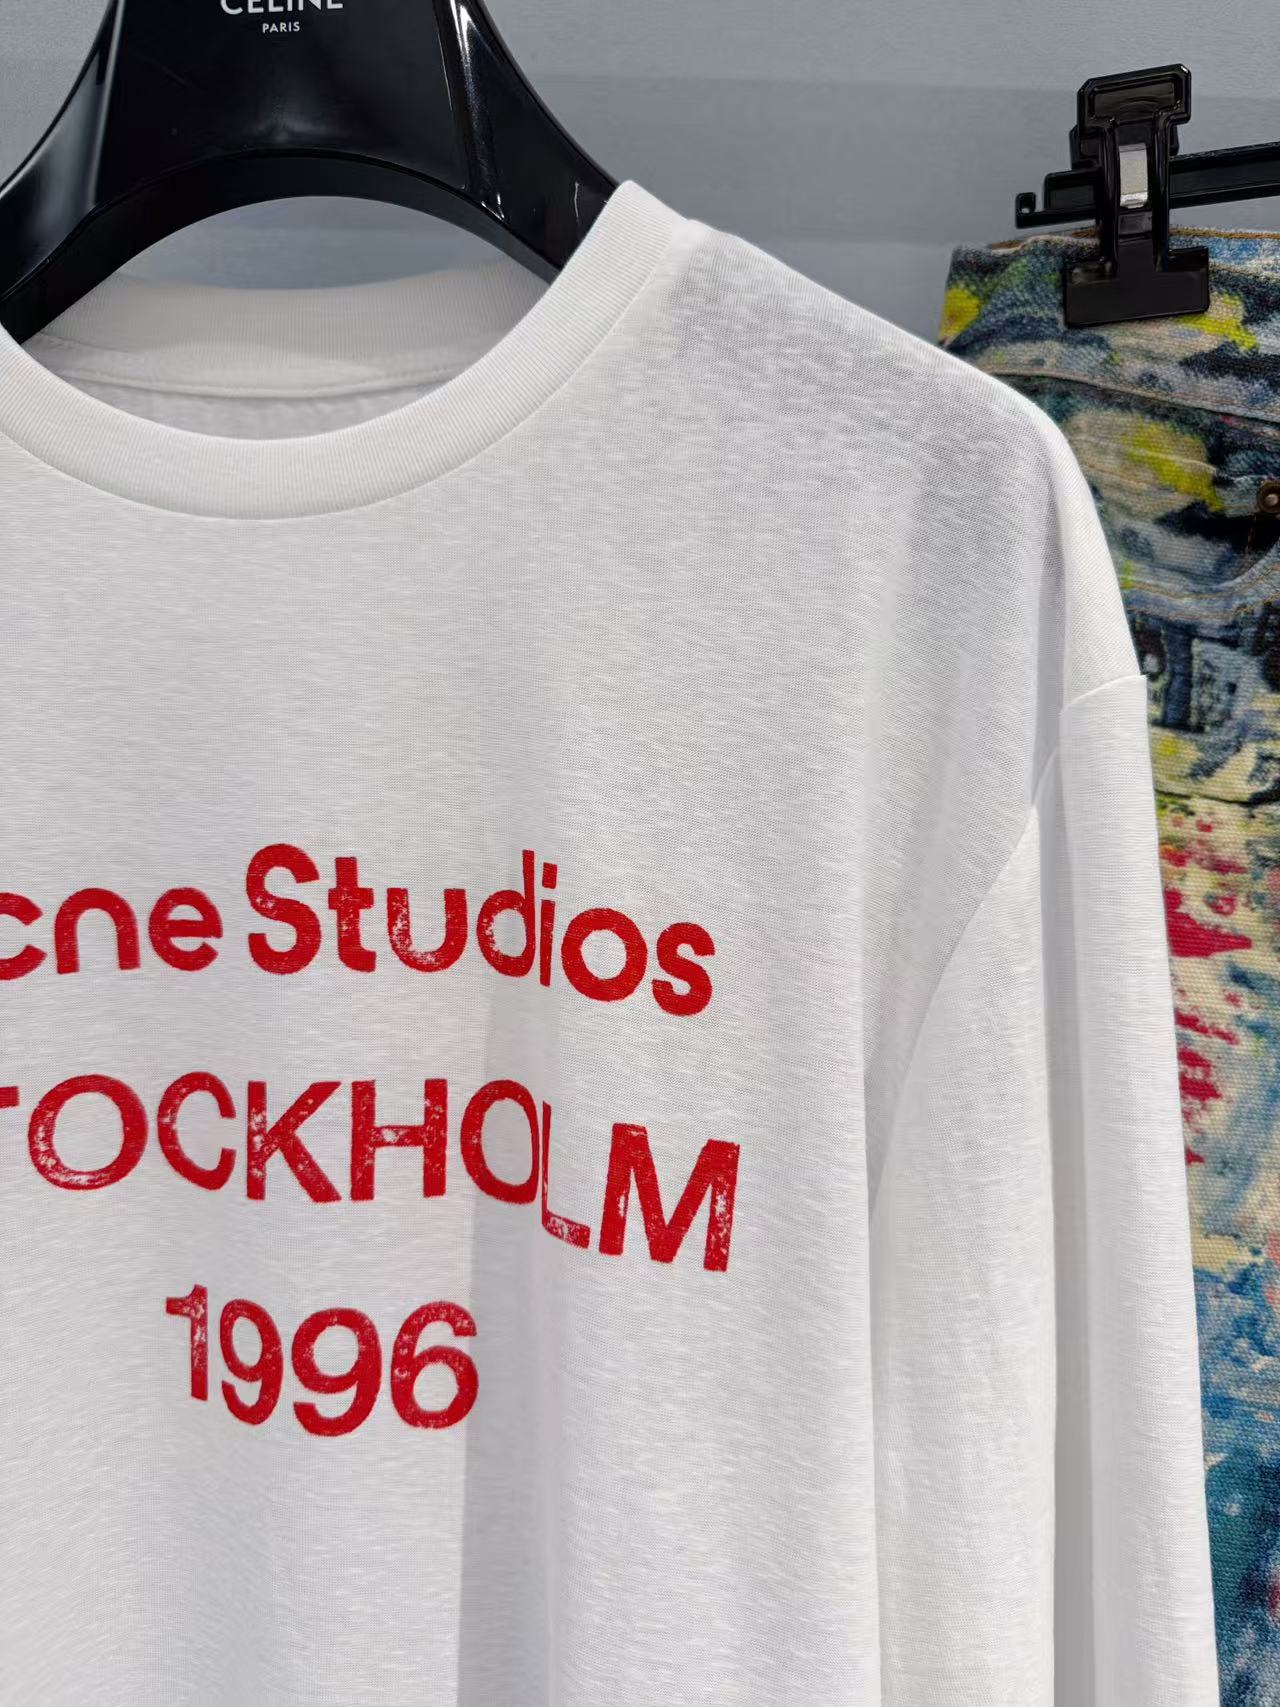 CELINE
PARIS
cne Studios
TOCKHOLM
1996